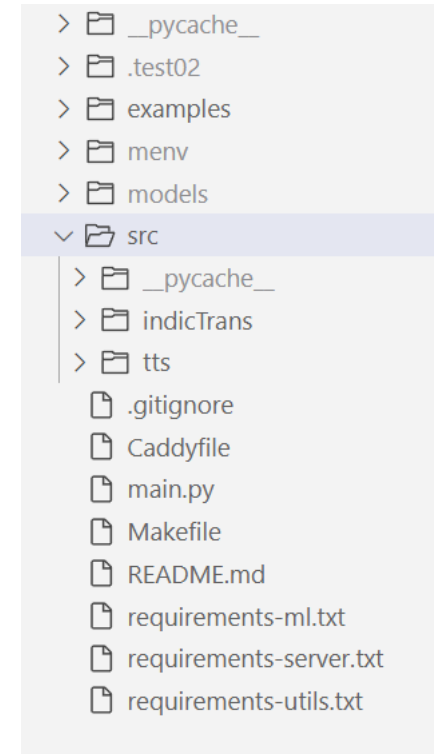 __pycache__
.test02
examples
menv
models
src
__pycache__
indicTrans
tts
.gitignore
Caddyfile
main.py
Makefile
README.md
requirements-ml.txt
requirements-server.txt
requirements-utils.txt